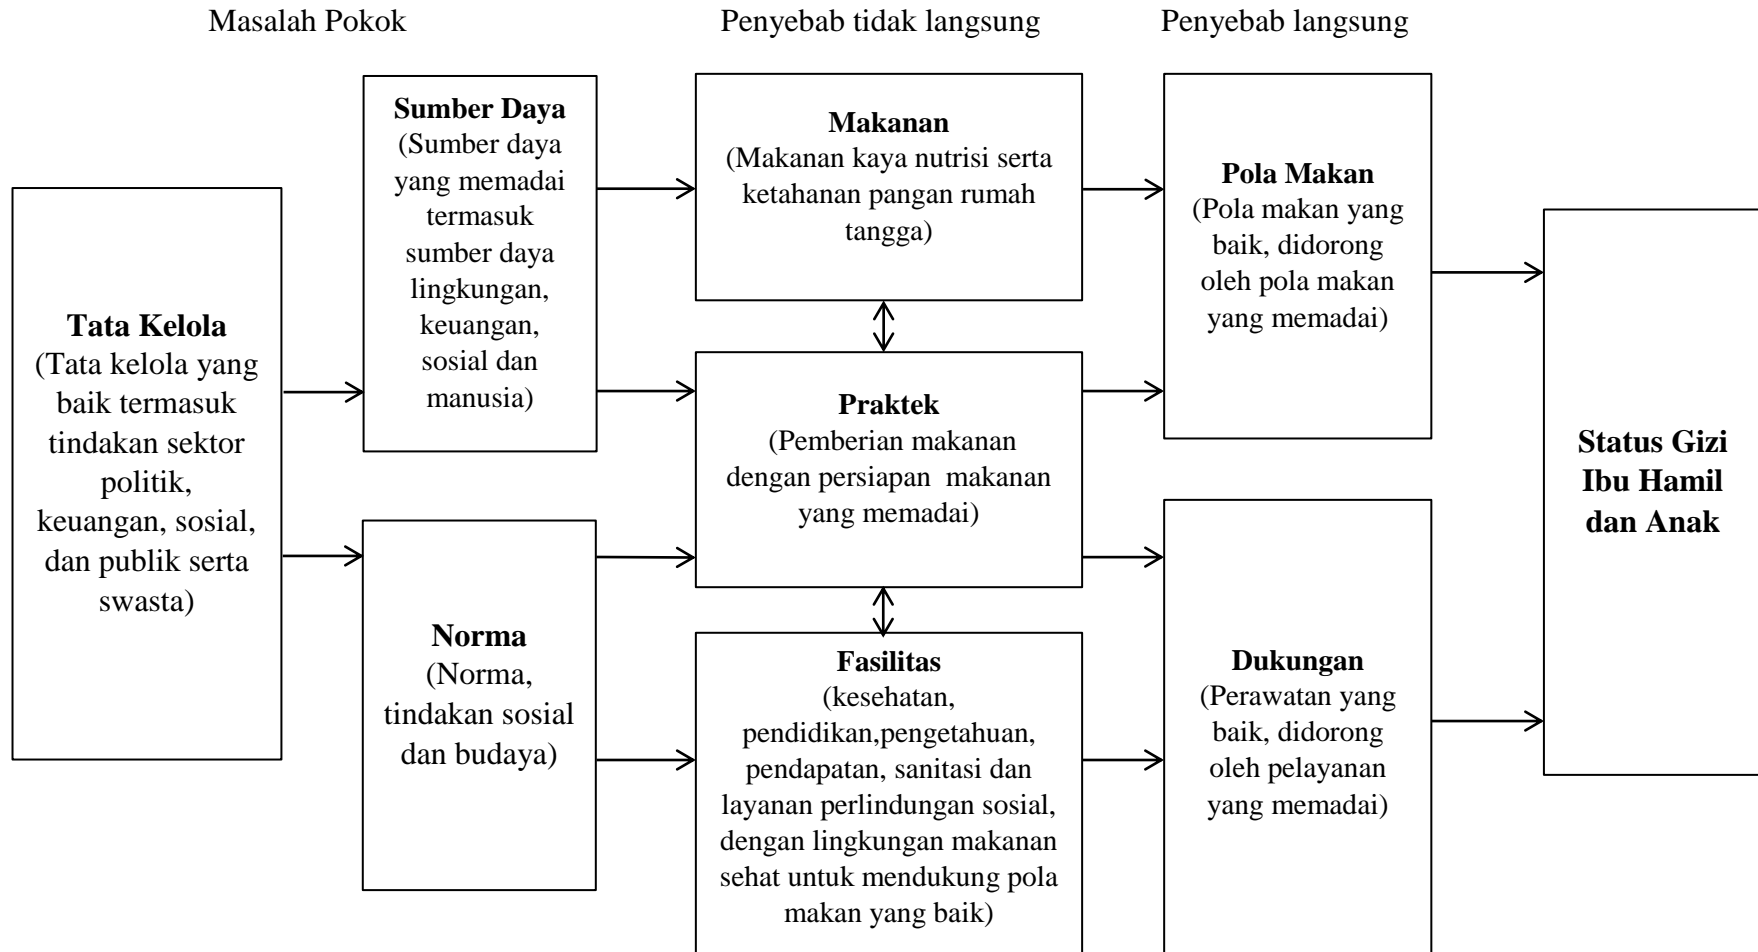 Masalah Pokok
Penyebab tidak langsung
Penyebab langsung
Tata Kelola
(Tata kelola yang
baik termasuk
tindakan sektor
politik,
keuangan, sosial,
dan publik serta
swasta)
Sumber Daya
(Sumber daya
yang memadai
termasuk
sumber daya
lingkungan,
keuangan,
sosial dan
manusia)
Norma
(Norma,
tindakan sosial
dan budaya)
Makanan
(Makanan kaya nutrisi serta
ketahanan pangan rumah
tangga)
Praktek
(Pemberian makanan
dengan persiapan  makanan
yang memadai)
Fasilitas
(kesehatan,
pendidikan,pengetahuan,
pendapatan, sanitasi dan
layanan perlindungan sosial,
dengan lingkungan makanan
sehat untuk mendukung pola
makan yang baik)
Pola Makan
(Pola makan yang
baik, didorong
oleh pola makan
yang memadai)
Dukungan
(Perawatan yang
baik, didorong
oleh pelayanan
yang memadai)
Status Gizi
Ibu Hamil
dan Anak